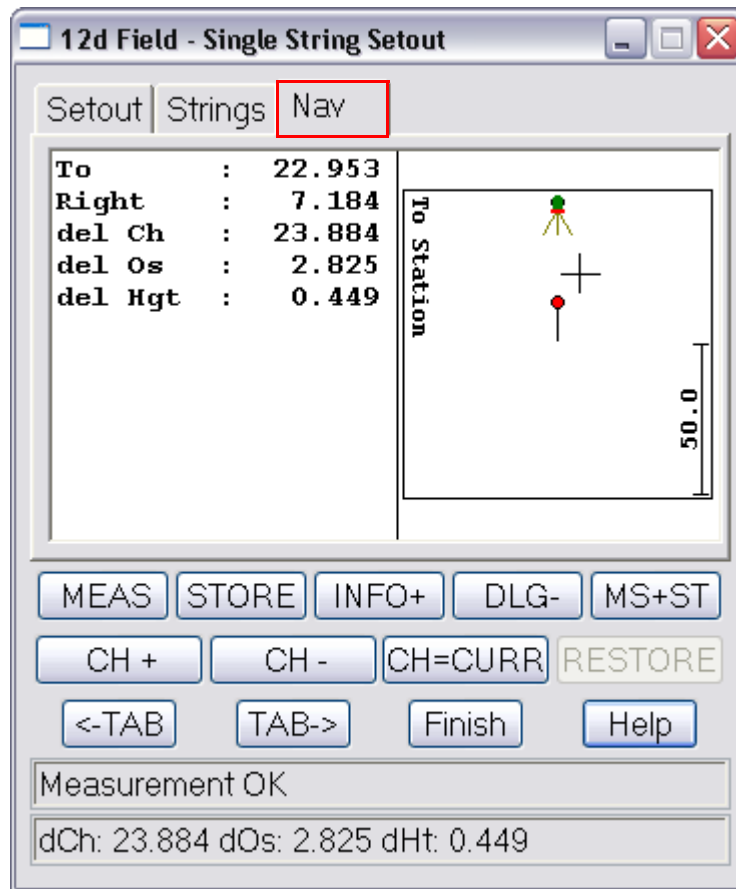 12d Field - Single String Setout
Setout Strings Nav
To : 22.953
Right : 7.184
del Ch : 23.884
del Os : 2.825
del Hgt : 0.449
To Station
50.0
MEAS STORE INFO+ DLG- MS+ST
CH + CH - CH=CURR RESTORE
<-TAB TAB-> Finish Help
Measurement OK
dCh: 23.884 dOs: 2.825 dHt: 0.449